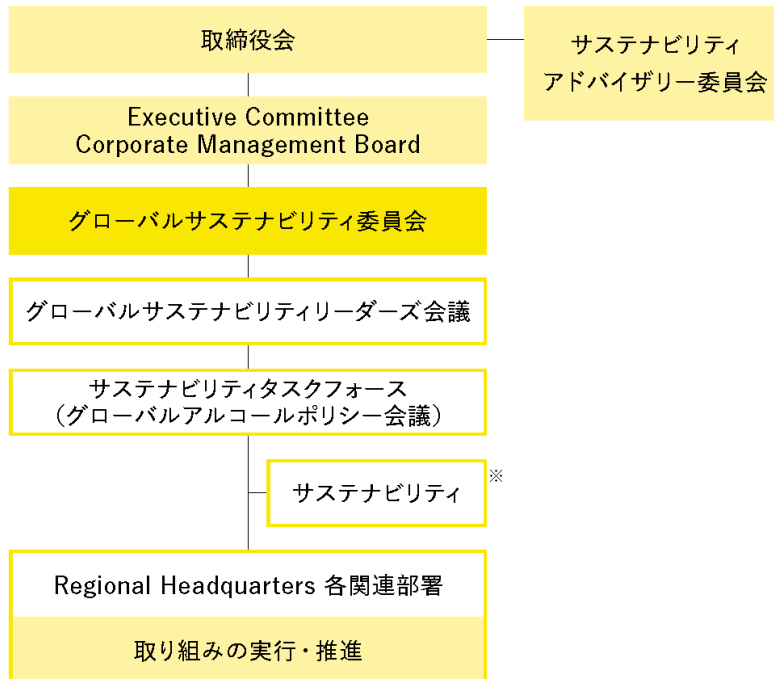 取締役会
サステナビリティ
アドバイザリー委員会
Executive Committee
Corporate Management Board
グローバルサステナビリティ委員会
グローバルサステナビリティリーダーズ会議
サステナビリティタスクフォース
（グローバルアルコールポリシー会議）
サステナビリティ
※
Regional Headquarters 各関連部署
取り組みの実行・推進